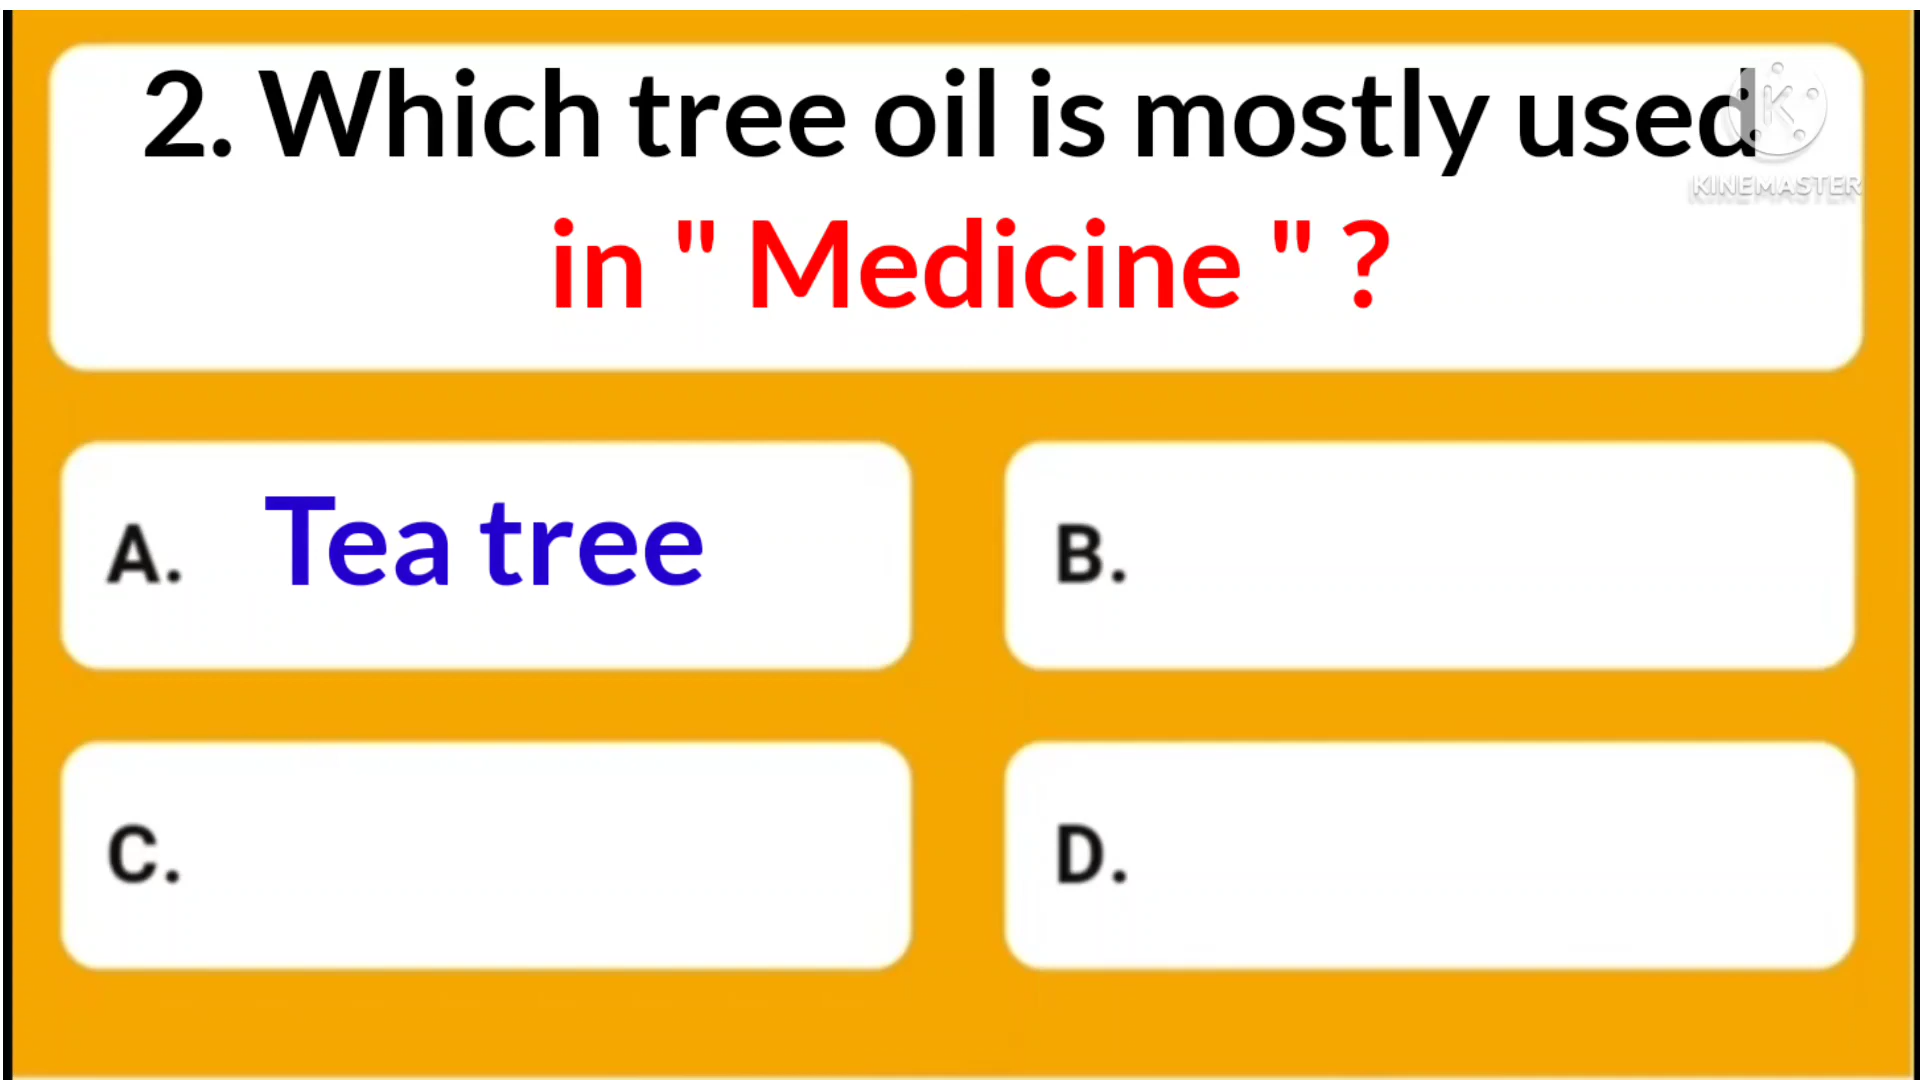 2. Which tree oil is mostly used
in " Medicine " ?
KINEMASTER
A. Tea tree
B.
C.
D.